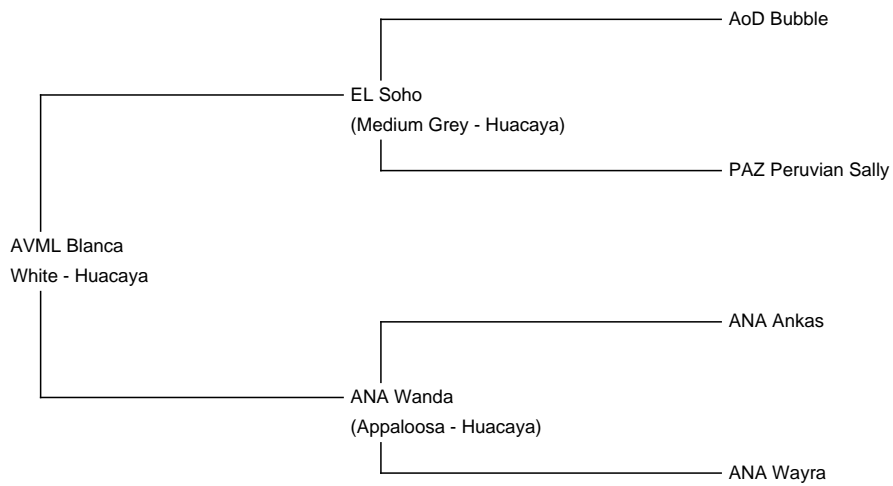 AoD Bubble
EL Soho
(Medium Grey - Huacaya)
PAZ Peruvian Sally
AVML Blanca
White - Huacaya
ANA Ankas
ANA Wanda
(Appaloosa - Huacaya)
ANA Wayra